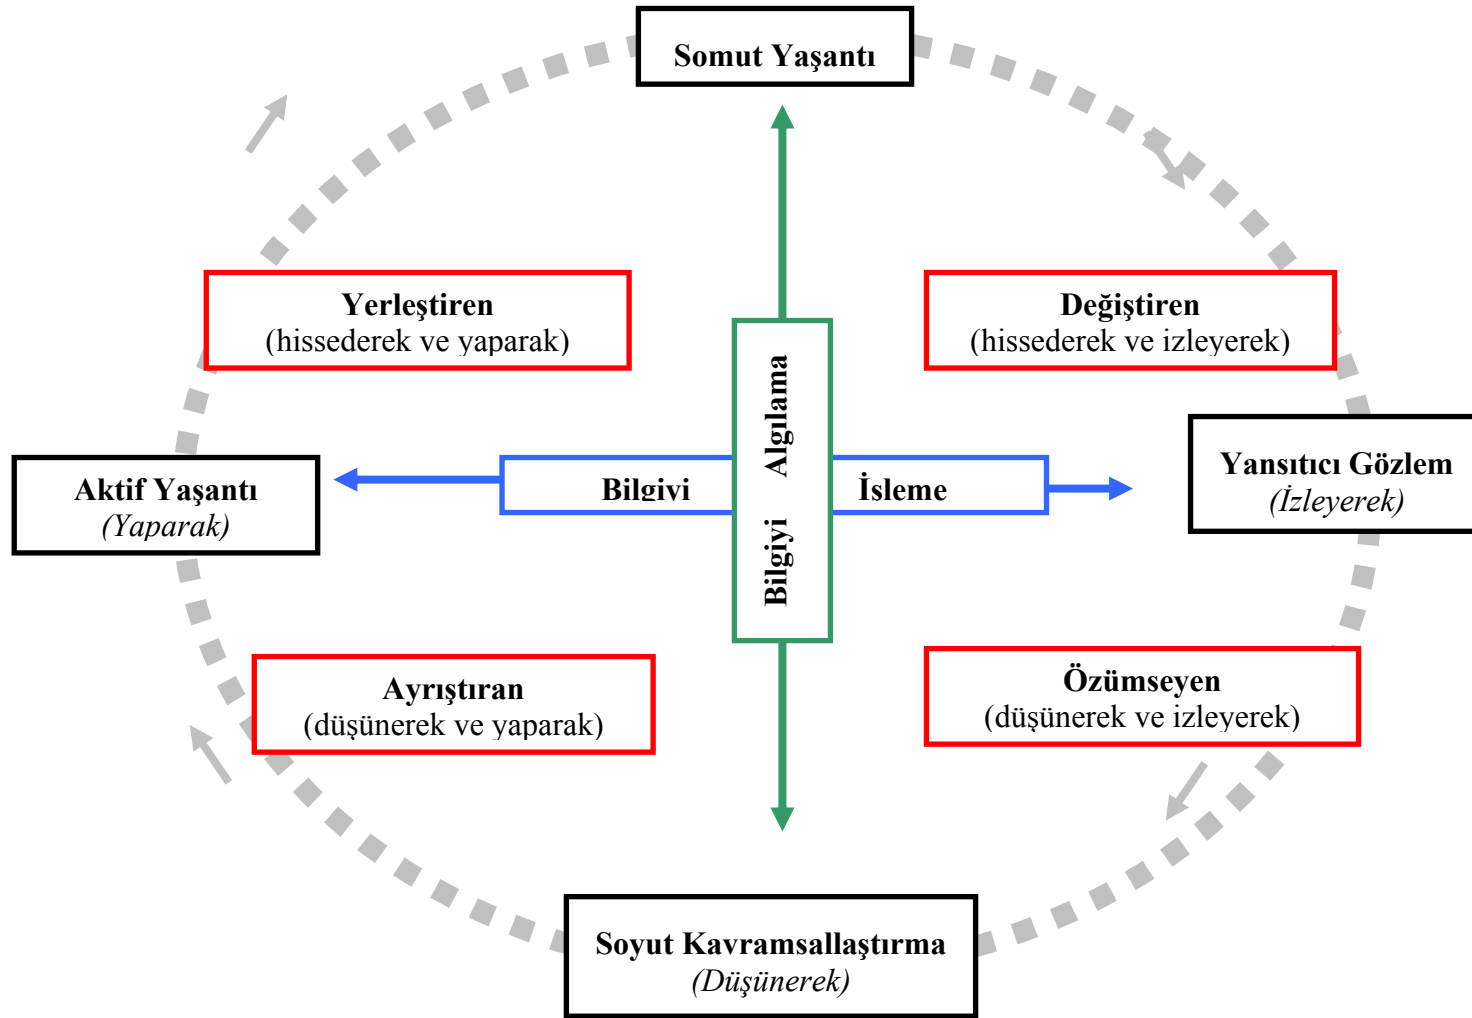 Somut Yaşantı
Yerleştiren
(hissederek ve yaparak)
Değiştiren
(hissederek ve izleyerek)
Aktif Yaşantı
(Yaparak)
Bilgiyi İşleme
Bilgiyi Algılama
Yansıtıcı Gözlem
(İzleyerek)
Ayrıştıran
(düşünerek ve yaparak)
Özümseyen
(düşünerek ve izleyerek)
Soyut Kavramsallaştırma
(Düşünerek)